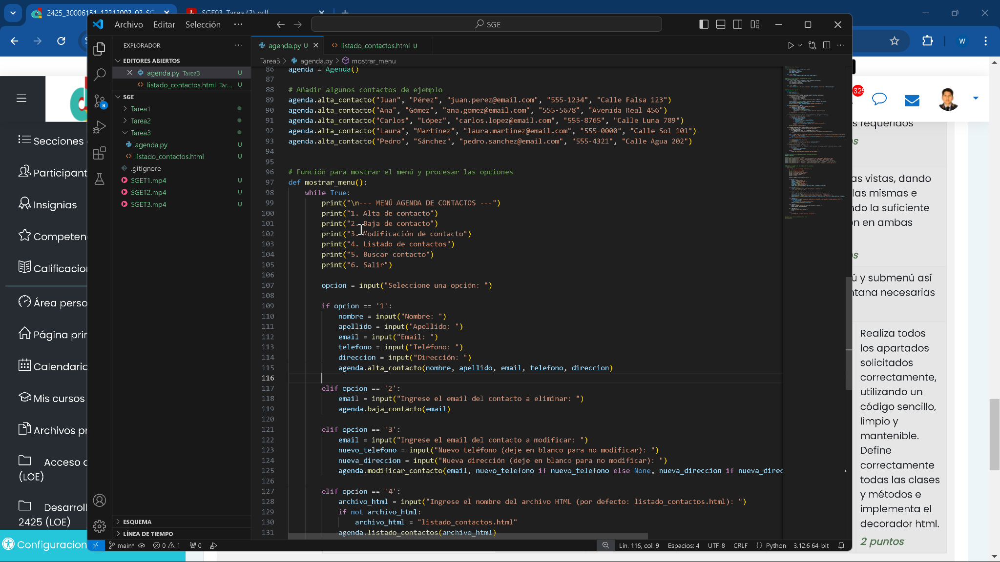 2425_30006151_12212002_02_SG
SGE03_Tarea (2).pdf
Archivo Editar Selección
SGE
EXPLORADOR
EDITORES ABIERTOS
agenda.py Tarea3 U
listado_contactos.html Tar... U
SGE
Tarea1
Tarea2
Tarea3
agenda.py U
listado_contactos.html U
.gitignore
SGET1.mp4 U
SGET2.mp4 U
SGET3.mp4 U
ESQUEMA
LÍNEA DE TIEMPO
8
agenda.py U
listado_contactos.html U
Tarea3 > agenda.py > mostrar_menu
86 agenda = Agenda()
87
88 # Añadir algunos contactos de ejemplo
89 agenda.alta_contacto("Juan", "Pérez", "juan.perez@email.com", "555-1234", "Calle Falsa 123")
90 agenda.alta_contacto("Ana", "Gómez", "ana.gomez@email.com", "555-5678", "Avenida Real 456")
91 agenda.alta_contacto("Carlos", "López", "carlos.lopez@email.com", "555-8765", "Calle Luna 789")
92 agenda.alta_contacto("Laura", "Martínez", "laura.martinez@email.com", "555-0000", "Calle Sol 101")
93 agenda.alta_contacto("Pedro", "Sánchez", "pedro.sanchez@email.com", "555-4321", "Calle Agua 202")
94
95
96 # Función para mostrar el menú y procesar las opciones
97 def mostrar_menu():
98 while True:
99 print("\n--- MENÚ AGENDA DE CONTACTOS ---")
100 print("1. Alta de contacto")
101 print("2. Baja de contacto")
102 print("3. Modificación de contacto")
103 print("4. Listado de contactos")
104 print("5. Buscar contacto")
105 print("6. Salir")
106
107 opcion = input("Seleccione una opción: ")
108
109 if opcion == '1':
110 nombre = input("Nombre: ")
111 apellido = input("Apellido: ")
112 email = input("Email: ")
113 telefono = input("Teléfono: ")
114 direccion = input("Dirección: ")
115 agenda.alta_contacto(nombre, apellido, email, telefono, direccion)
116
117 elif opcion == '2':
118 email = input("Ingrese el email del contacto a eliminar: ")
119 agenda.baja_contacto(email)
120
121 elif opcion == '3':
122 email = input("Ingrese el email del contacto a modificar: ")
123 nuevo_telefono = input("Nuevo teléfono (deje en blanco para no modificar): ")
124 nueva_direccion = input("Nueva dirección (deje en blanco para no modificar): ")
125 agenda.modificar_contacto(email, nuevo_telefono if nuevo_telefono else None, nueva_direccion if nueva_direc
126
127 elif opcion == '4':
128 archivo_html = input("Ingrese el nombre del archivo HTML (por defecto: listado_contactos.html): ")
129 if not archivo_html:
130 archivo_html = "listado_contactos.html"
131 agenda.listado_contactos(archivo_html)
main* 0 1 0 Lín. 116, col. 9 Espacios: 4 UTF-8 CRLF Python 3.12.6 64-bit
Secciones
Participant
Insignias
Competen
Calificacion
Área perso
Página prin
Calendario
Mis cursos
Archivos pr
Acceso a
(LOE)
Desarroll
2425 (LOE)
Configuracion
W
325
s requeridos
os
as vistas, dando
las mismas e
ndo la suficiente
ón en ambas
os
ú y submenú así
ntana necesarias
Realiza todos
los apartados
solicitados
correctamente,
utilizando un
código sencillo,
limpio y
mantenible.
Define
correctamente
todas las clases
y métodos e
implementa el
decorador html.
2 puntos